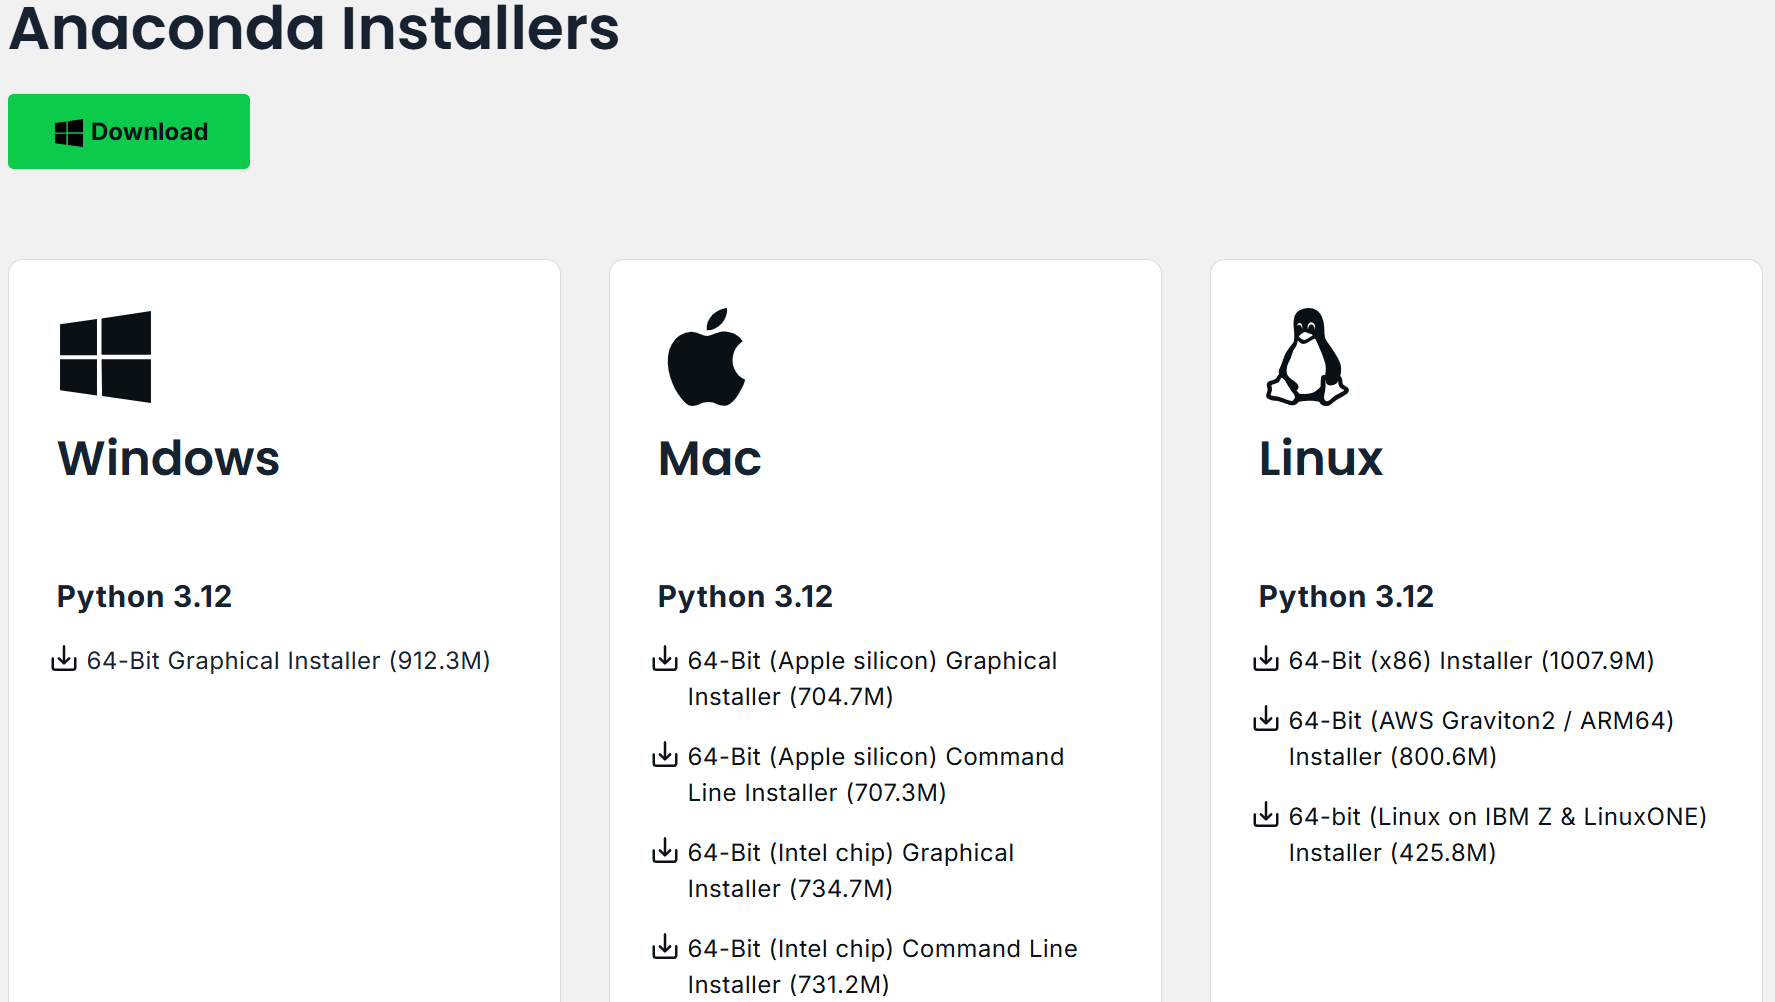 Anaconda Installers
Download
Windows
Python 3.12
64-Bit Graphical Installer (912.3M)
Mac
Python 3.12
64-Bit (Apple silicon) Graphical
Installer (704.7M)
64-Bit (Apple silicon) Command
Line Installer (707.3M)
64-Bit (Intel chip) Graphical
Installer (734.7M)
64-Bit (Intel chip) Command Line
Installer (731.2M)
Linux
Python 3.12
64-Bit (x86) Installer (1007.9M)
64-Bit (AWS Graviton2 / ARM64)
Installer (800.6M)
64-bit (Linux on IBM Z & LinuxONE)
Installer (425.8M)